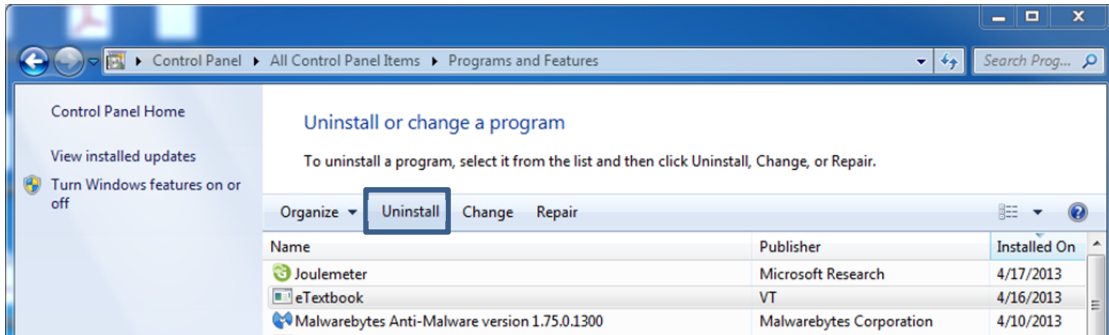 Control Panel ▸ All Control Panel Items ▸ Programs and Features Search Prog...
Control Panel Home
View installed updates
Turn Windows features on or
off
Uninstall or change a program
To uninstall a program, select it from the list and then click Uninstall, Change, or Repair.
Organize Uninstall Change Repair
Name Publisher Installed On
Joulemeter Microsoft Research 4/17/2013
eTextbook VT 4/16/2013
Malwarebytes Anti-Malware version 1.75.0.1300 Malwarebytes Corporation 4/10/2013